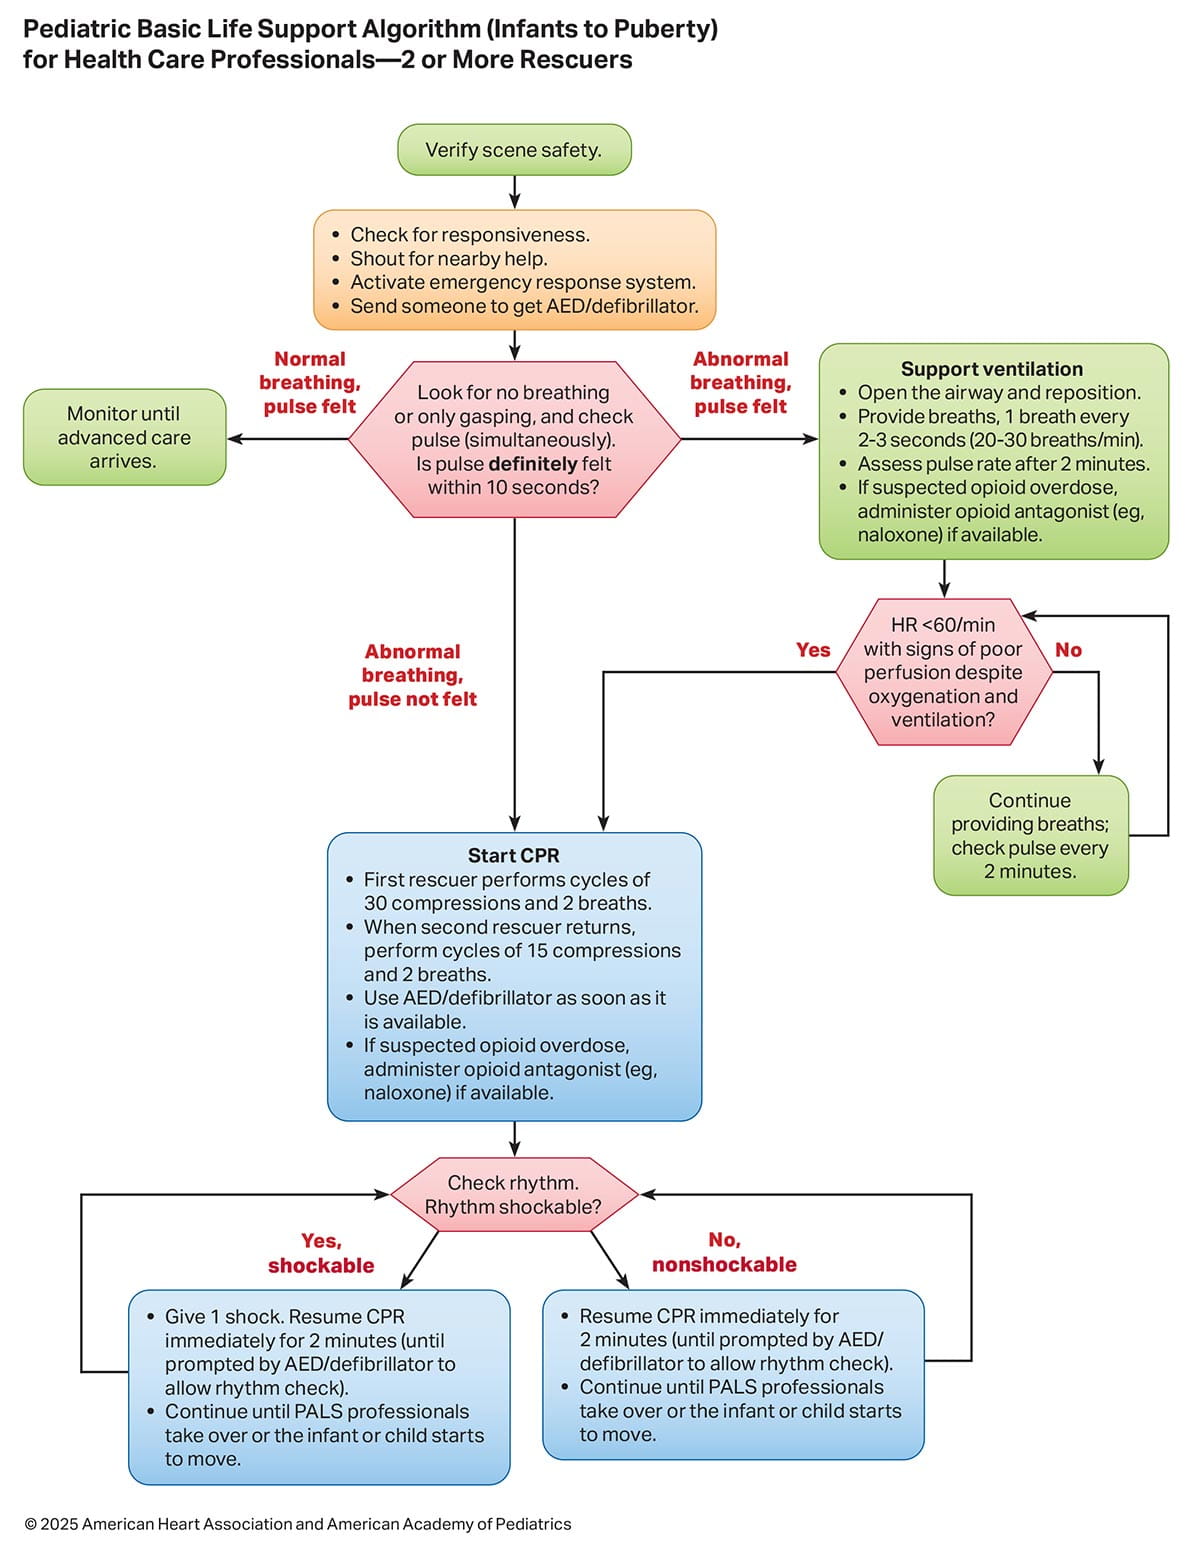 Pediatric Basic Life Support Algorithm (Infants to Puberty)
for Health Care Professionals—2 or More Rescuers
Verify scene safety.
• Check for responsiveness.
• Shout for nearby help.
• Activate emergency response system.
• Send someone to get AED/defibrillator.
Normal
breathing,
pulse felt
Look for no breathing
or only gasping, and check
pulse (simultaneously).
Is pulse definitely felt
within 10 seconds?
Abnormal
breathing,
pulse felt
Monitor until
advanced care
arrives.
Support ventilation
• Open the airway and reposition.
• Provide breaths, 1 breath every
2-3 seconds (20-30 breaths/min).
• Assess pulse rate after 2 minutes.
• If suspected opioid overdose,
administer opioid antagonist (eg,
naloxone) if available.
Abnormal
breathing,
pulse not felt
Yes
HR <60/min
with signs of poor
perfusion despite
oxygenation and
ventilation?
No
Continue
providing breaths;
check pulse every
2 minutes.
Start CPR
• First rescuer performs cycles of
30 compressions and 2 breaths.
• When second rescuer returns,
perform cycles of 15 compressions
and 2 breaths.
• Use AED/defibrillator as soon as it
is available.
• If suspected opioid overdose,
administer opioid antagonist (eg,
naloxone) if available.
Check rhythm.
Rhythm shockable?
Yes,
shockable
No,
nonshockable
• Give 1 shock. Resume CPR
immediately for 2 minutes (until
prompted by AED/defibrillator to
allow rhythm check).
• Continue until PALS professionals
take over or the infant or child starts
to move.
• Resume CPR immediately for
2 minutes (until prompted by AED/
defibrillator to allow rhythm check).
• Continue until PALS professionals
take over or the infant or child starts
to move.
© 2025 American Heart Association and American Academy of Pediatrics